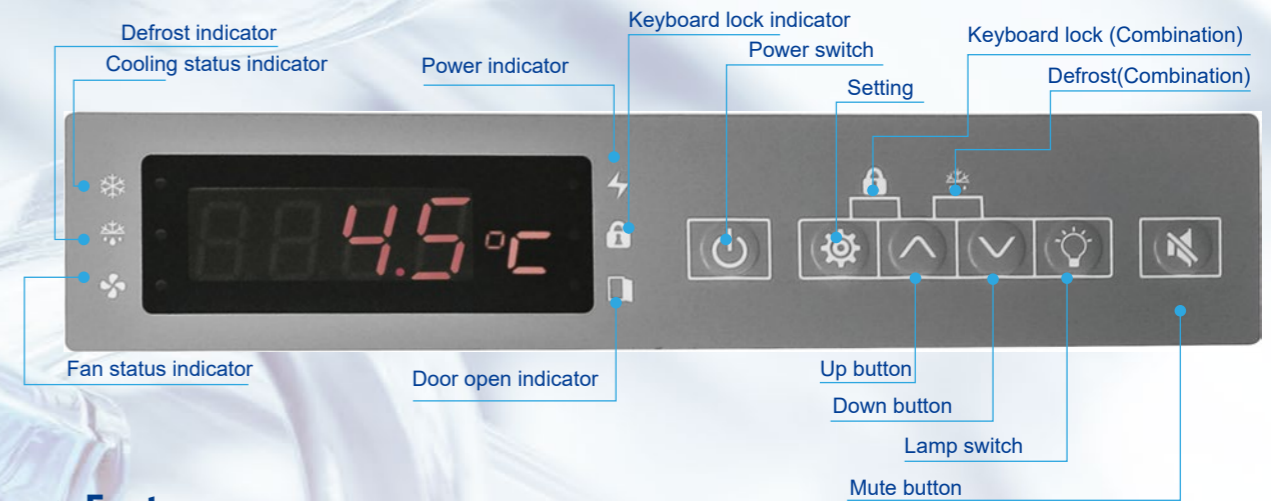 Keyboard lock indicator
Defrost indicator
Power switch
Keyboard lock (Combination)
Cooling status indicator
Power indicator
Defrost(Combination)
Setting
4.5 °C
Fan status indicator
Door open indicator
Up button
Down button
Lamp switch
Mute button